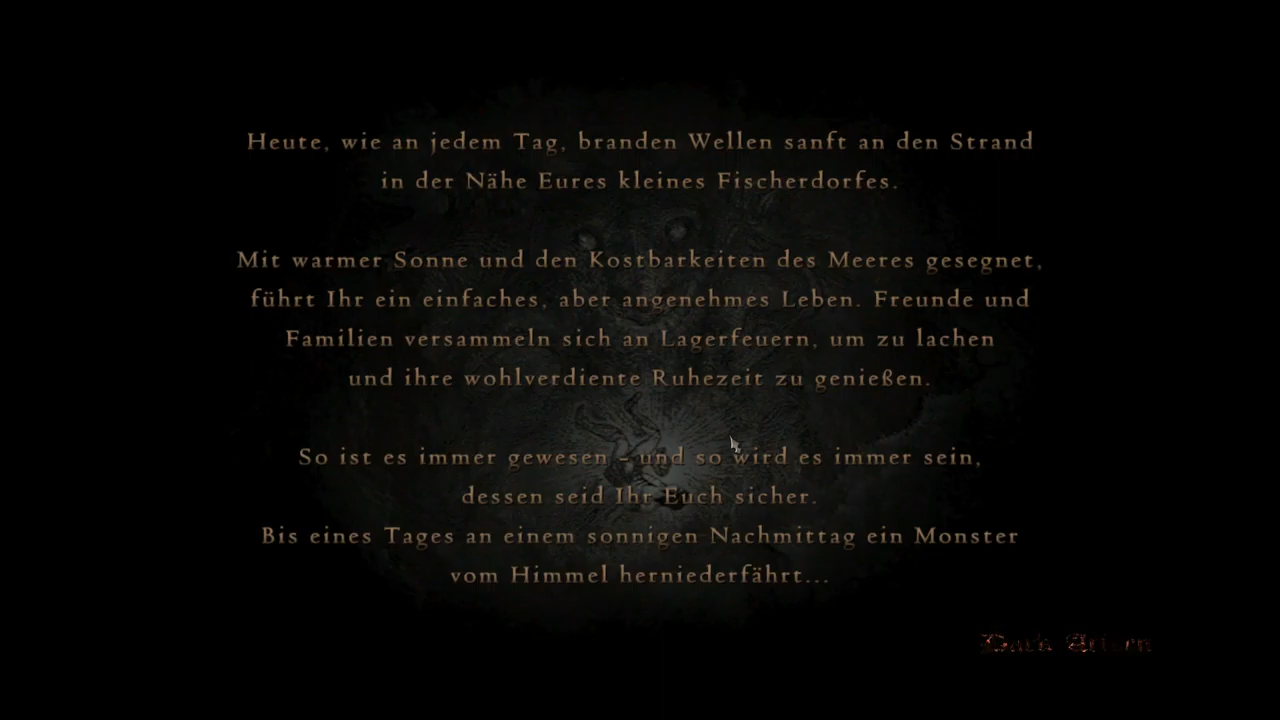 Heute, wie an jedem Tag, branden Wellen sanft an den Strand
in der Nähe Eures kleines Fischerdorfes.
Mit warmer Sonne und den Kostbarkeiten des Meeres gesegnet,
führt Ihr ein einfaches, aber angenehmes Leben. Freunde und
Familien versammeln sich an Lagerfeuern, um zu lachen
und ihre wohlverdiente Ruhezeit zu genießen.
So ist es immer gewesen – und so wird es immer sein,
dessen seid Ihr Euch sicher.
Bis eines Tages an einem sonnigen Nachmittag ein Monster
vom Himmel herniederfährt...
Dark Arisen